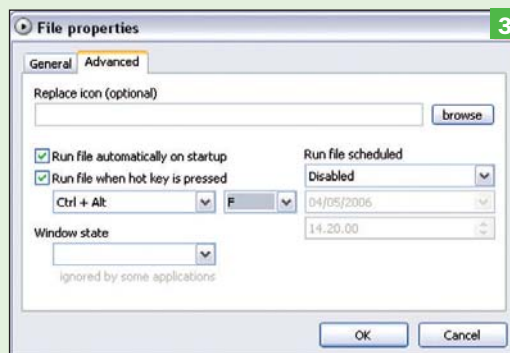 File properties
3
General Advanced
Replace icon (optional)
browse
Run file automatically on startup
Run file when hot key is pressed
Ctrl + Alt F
Window state
ignored by some applications
Run file scheduled
Disabled
04/05/2006
14.20.00
OK Cancel